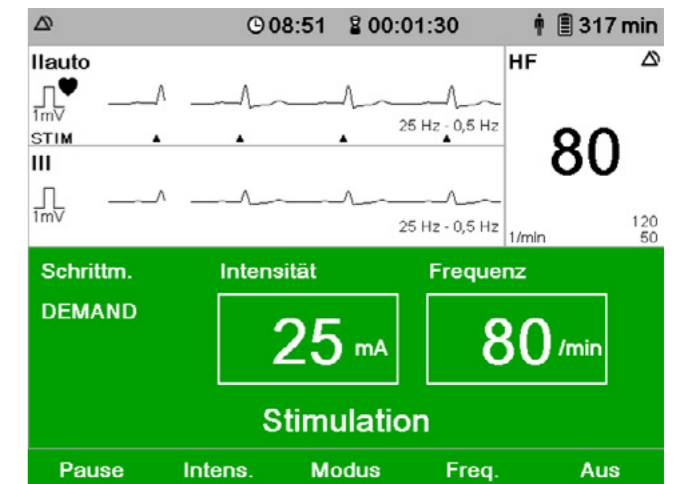 08:51 00:01:30 317 min
IIauto
HF
1mV
25 Hz - 0,5 Hz
STIM
80
III
1mV
25 Hz - 0,5 Hz
1/min
120
50
Schrittm. Intensität Frequenz
DEMAND
25 mA 80 /min
Stimulation
Pause Intens. Modus Freq. Aus